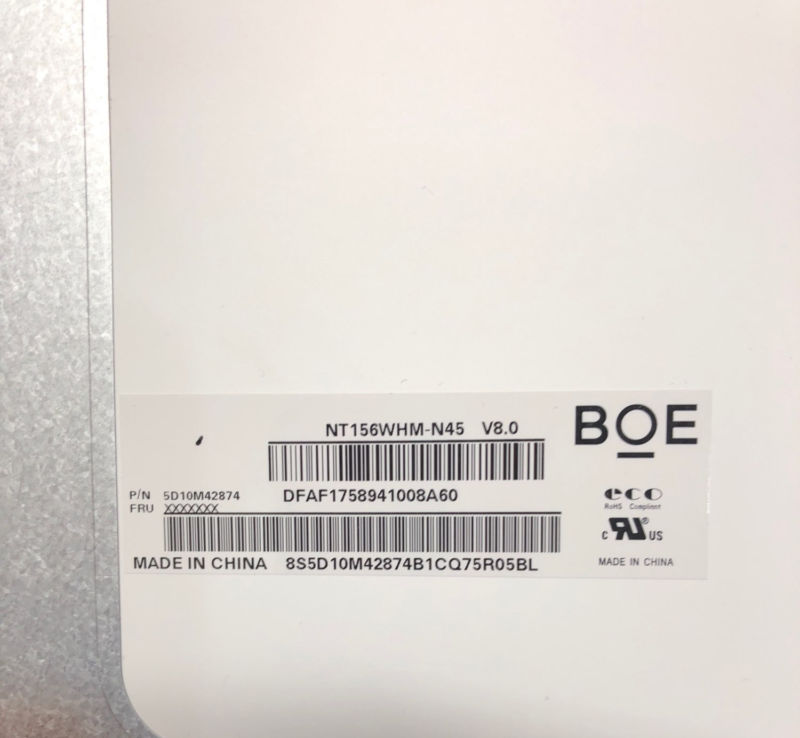 NT156WHM-N45 V8.0
BOE
P/N 5D10M42874
DFAF1758941008A60
FRU XXXXXXX
eco
RoHS Compliant
c RU® US
MADE IN CHINA 8S5D10M42874B1CQ75R05BL
MADE IN CHINA